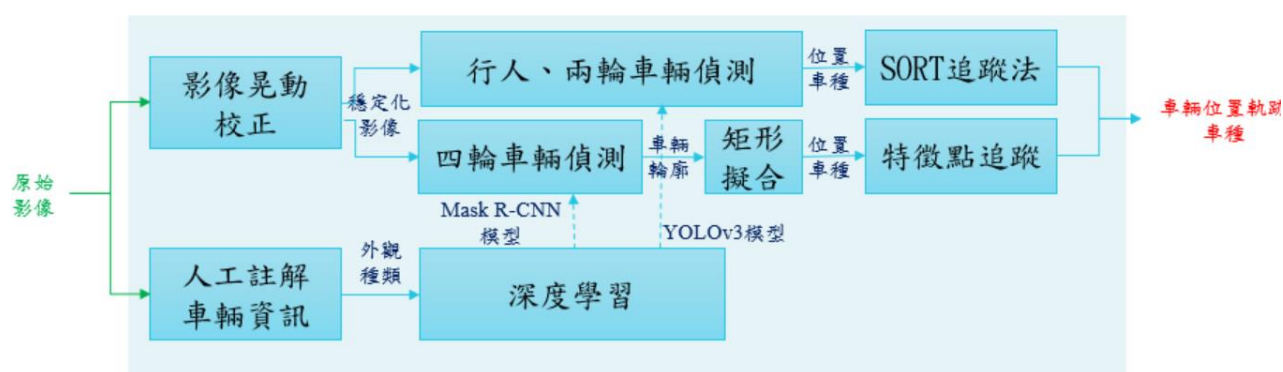 原始
影像
影像晃動
校正
穩定化
影像
行人、兩輪車輛偵測
位置
車種
SORT追蹤法
四輪車輛偵測
車輛
輪廓
矩形
擬合
位置
車種
特徵點追蹤
車輛位置軌跡
車種
Mask R-CNN
模型
YOLOv3模型
人工註解
車輛資訊
外觀
種類
深度學習